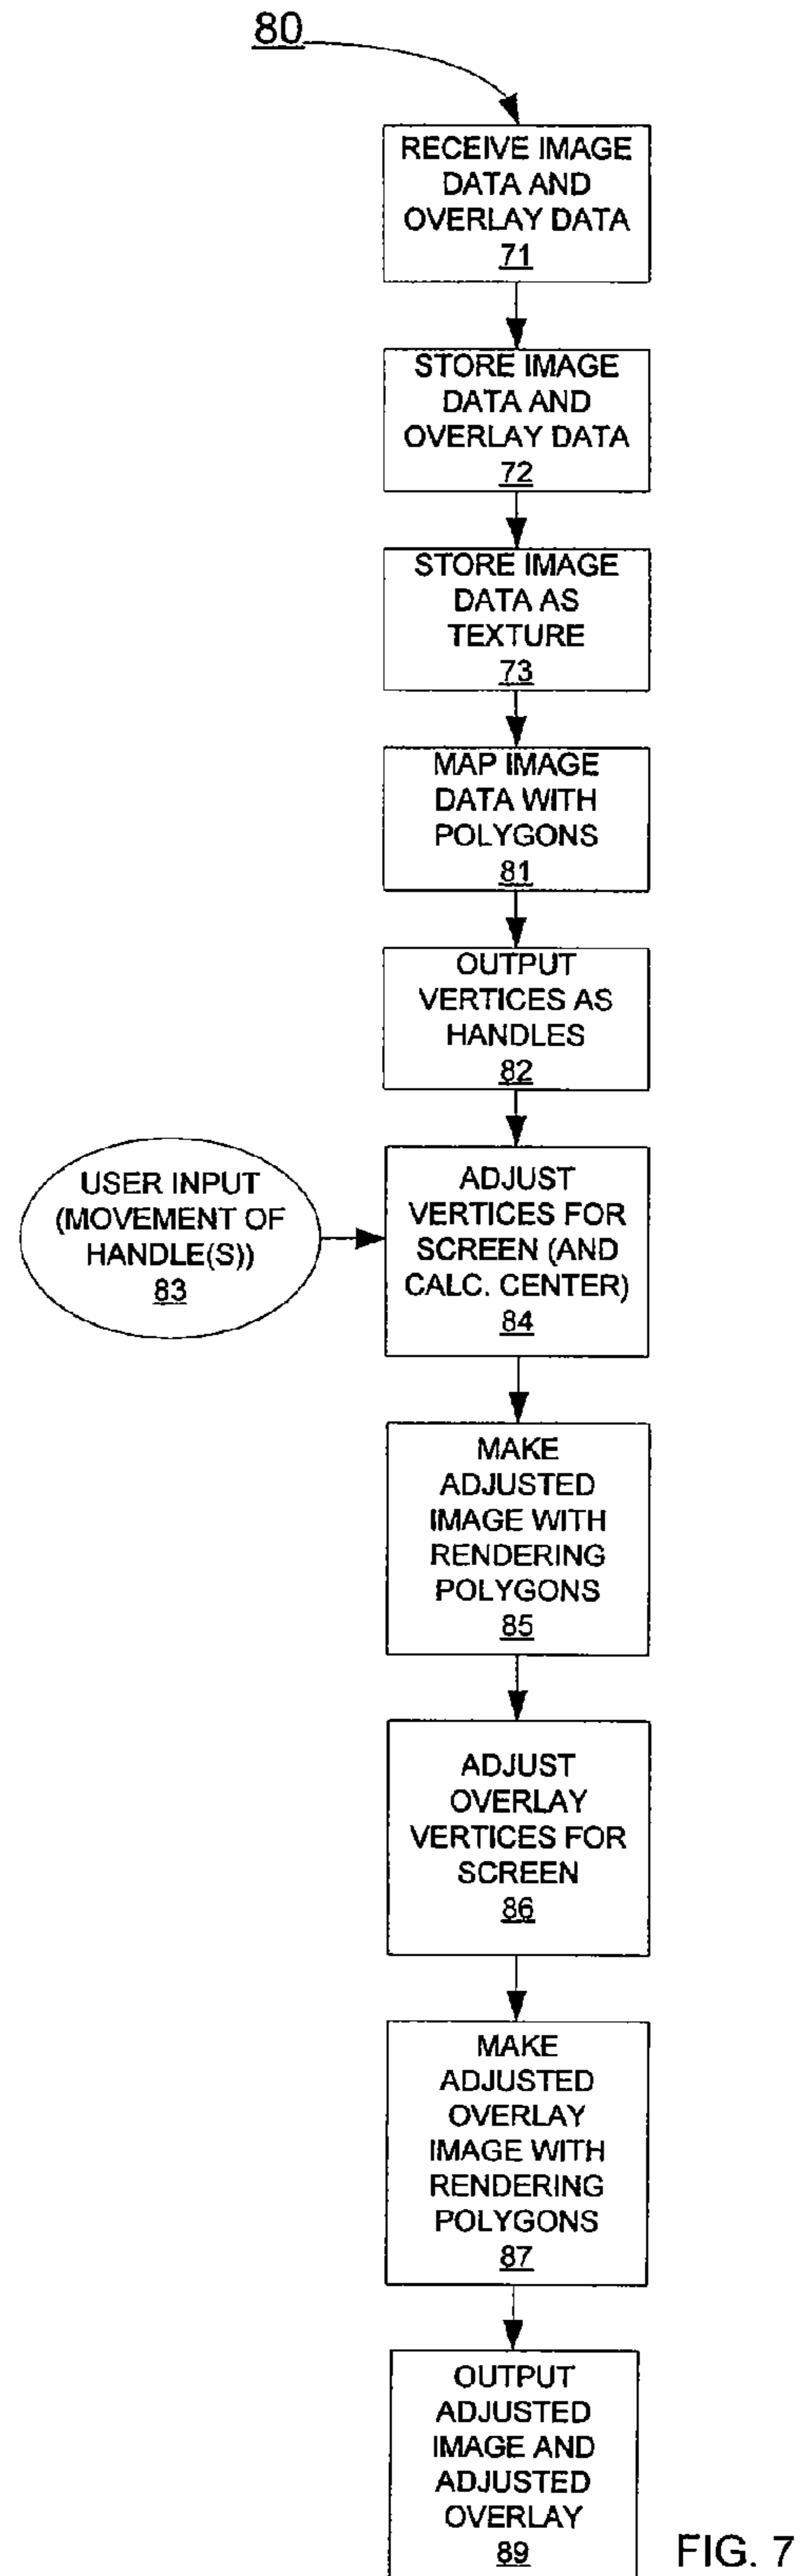 80
RECEIVE IMAGE
DATA AND
OVERLAY DATA
71
STORE IMAGE
DATA AND
OVERLAY DATA
72
STORE IMAGE
DATA AS
TEXTURE
73
MAP IMAGE
DATA WITH
POLYGONS
81
OUTPUT
VERTICES AS
HANDLES
82
USER INPUT
(MOVEMENT OF
HANDLE(S))
83
ADJUST
VERTICES FOR
SCREEN (AND
CALC. CENTER)
84
MAKE
ADJUSTED
IMAGE WITH
RENDERING
POLYGONS
85
ADJUST
OVERLAY
VERTICES FOR
SCREEN
86
MAKE
ADJUSTED
OVERLAY
IMAGE WITH
RENDERING
POLYGONS
87
OUTPUT
ADJUSTED
IMAGE AND
ADJUSTED
OVERLAY
89
FIG. 7